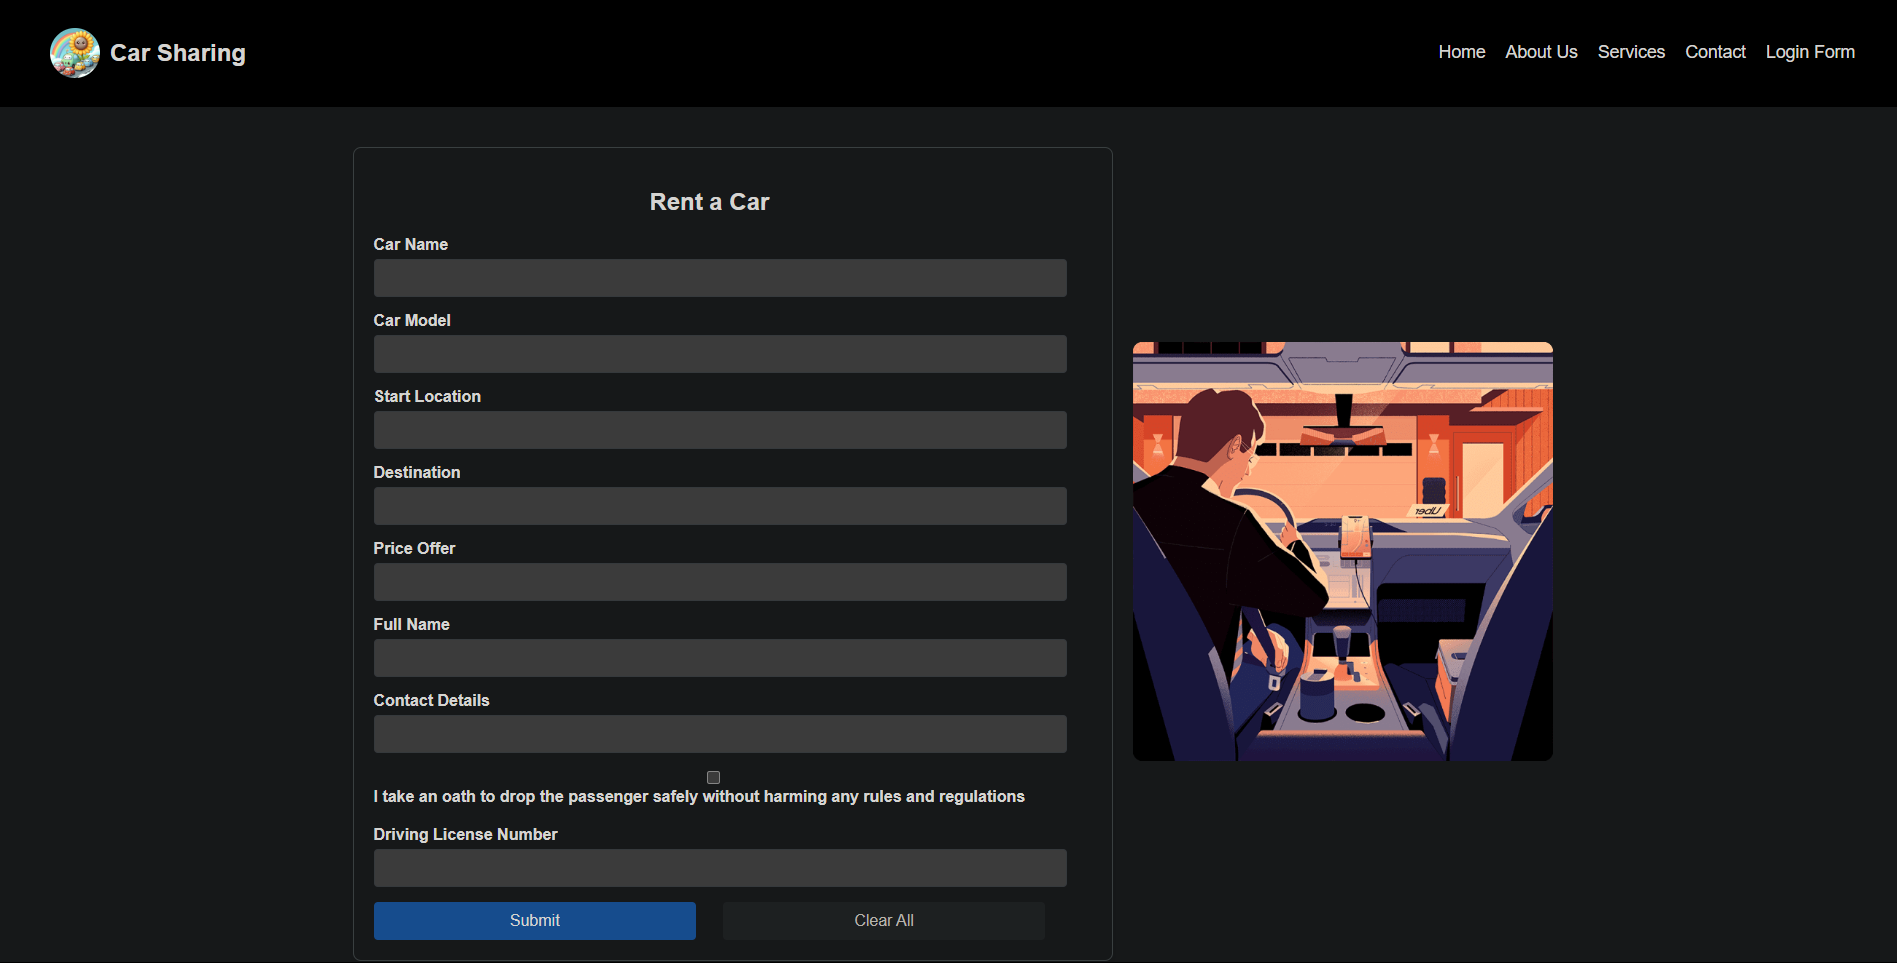 Car Sharing
Home About Us Services Contact Login Form
Rent a Car
Car Name
Car Model
Start Location
Destination
Price Offer
Full Name
Contact Details
I take an oath to drop the passenger safely without harming any rules and regulations
Driving License Number
Submit Clear All
Uber